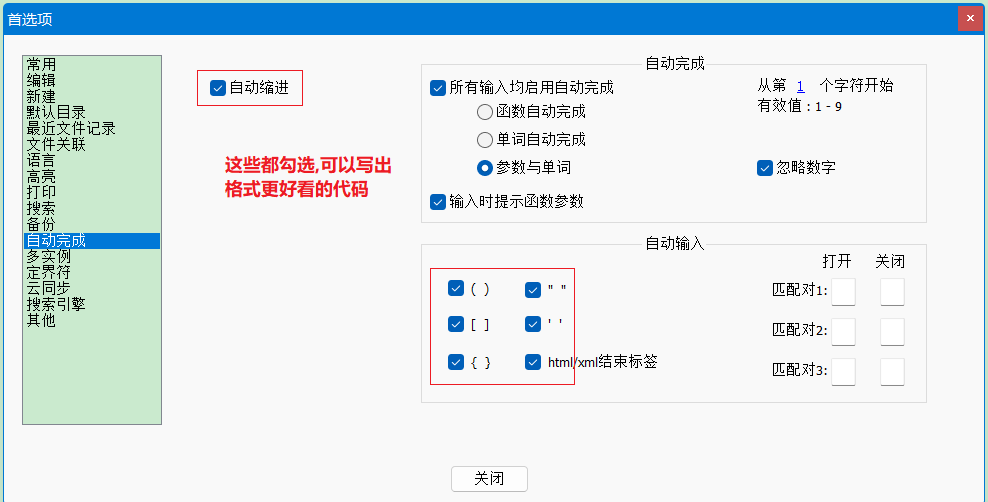 首选项
常用
编辑
新建
默认目录
最近文件记录
文件关联
语言
高亮
打印
搜索
备份
自动完成
多实例
定界符
云同步
搜索引擎
其他
自动缩进
这些都勾选,可以写出
格式更好看的代码
自动完成
所有输入均启用自动完成
函数自动完成
单词自动完成
参数与单词
输入时提示函数参数
从第 1 个字符开始
有效值 : 1 - 9
忽略数字
自动输入
( ) " "
[ ] ' '
{ } html/xml结束标签
打开 关闭
匹配对1:
匹配对2:
匹配对3:
关闭